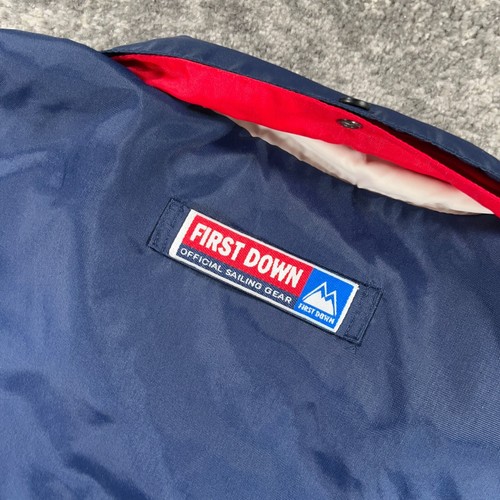 FIRST DOWN
OFFICIAL SAILING GEAR
FIRST DOWN